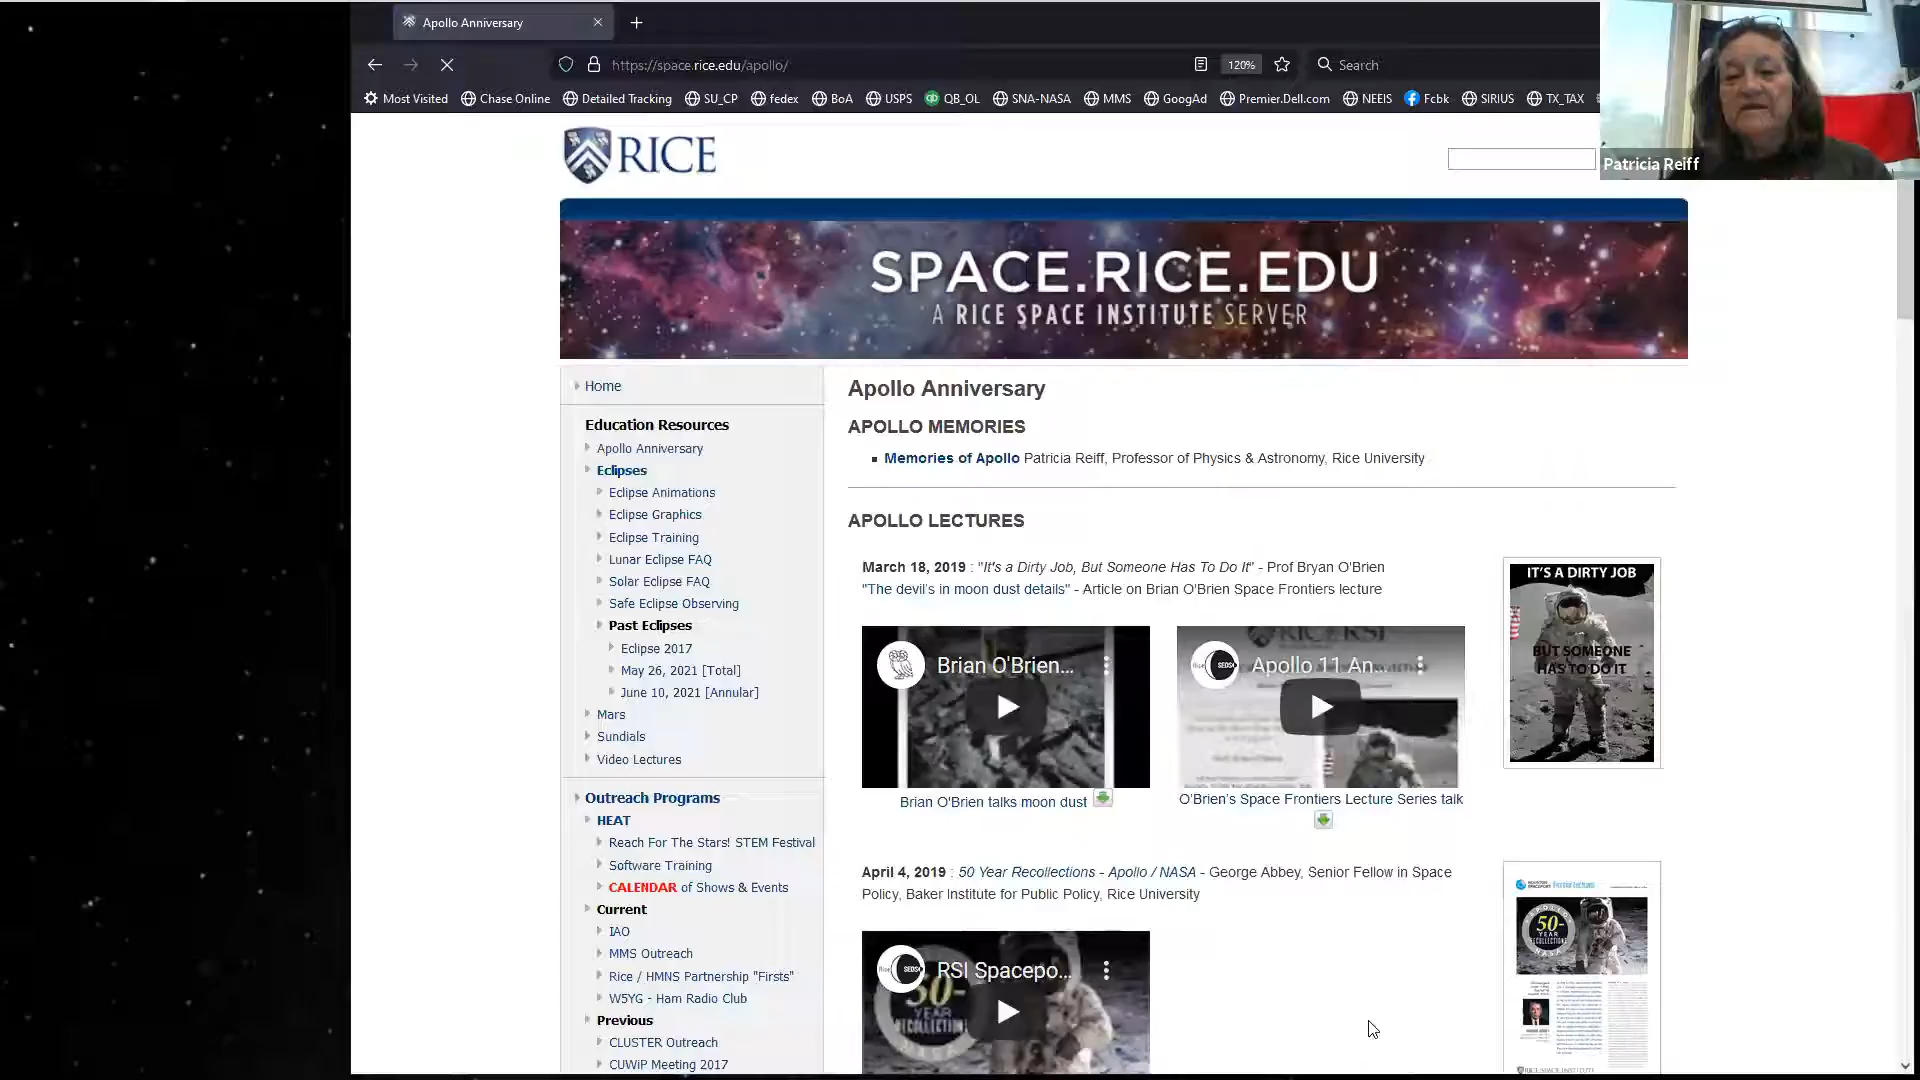 Apollo Anniversary
https://space.rice.edu/apollo/
120%
Search
Most Visited Chase Online Detailed Tracking SU_CP fedex BoA USPS QB_OL SNA-NASA MMS GoogAd Premier.Dell.com NEEIS Fcbk SIRIUS TX_TAX
Patricia Reiff
RICE
SPACE.RICE.EDU
A RICE SPACE INSTITUTE SERVER
Home
Education Resources
Apollo Anniversary
Eclipses
Eclipse Animations
Eclipse Graphics
Eclipse Training
Lunar Eclipse FAQ
Solar Eclipse FAQ
Safe Eclipse Observing
Past Eclipses
Eclipse 2017
May 26, 2021 [Total]
June 10, 2021 [Annular]
Mars
Sundials
Video Lectures
Outreach Programs
HEAT
Reach For The Stars! STEM Festival
Software Training
CALENDAR of Shows & Events
Current
IAO
MMS Outreach
Rice / HMNS Partnership "Firsts"
W5YG - Ham Radio Club
Previous
CLUSTER Outreach
CUWiP Meeting 2017
Apollo Anniversary
APOLLO MEMORIES
Memories of Apollo Patricia Reiff, Professor of Physics & Astronomy, Rice University
APOLLO LECTURES
March 18, 2019 : "It's a Dirty Job, But Someone Has To Do It" - Prof Bryan O'Brien
"The devil's in moon dust details" - Article on Brian O'Brien Space Frontiers lecture
Brian O'Brien...
Apollo 11 An...
Brian O'Brien talks moon dust
O'Brien's Space Frontiers Lecture Series talk
IT'S A DIRTY JOB
BUT SOMEONE
HAS TO DO IT
April 4, 2019 : 50 Year Recollections - Apollo / NASA - George Abbey, Senior Fellow in Space
Policy, Baker Institute for Public Policy, Rice University
RSI Spacepo...
50-
YEAR
RECOLLECTIONS
50-
YEAR
RECOLLECTIONS